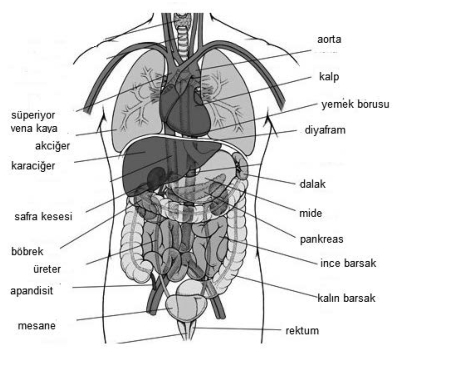 aorta
kalp
yemek borusu
diyafram
süperiyor
vena kava
akciğer
karaciğer
dalak
safra kesesi
mide
pankreas
böbrek
ince barsak
üreter
apandisit
kalın barsak
mesane
rektum